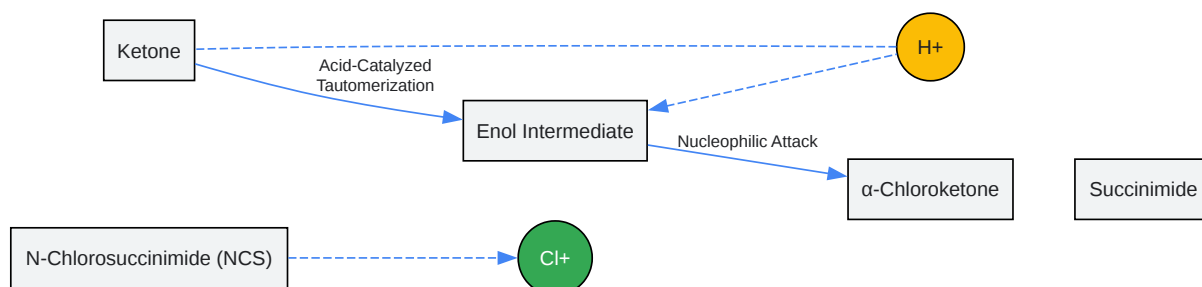 Ketone
H+
Acid-Catalyzed
Tautomerization
Enol Intermediate
Nucleophilic Attack
α-Chloroketone
Succinimide
N-Chlorosuccinimide (NCS)
Cl+